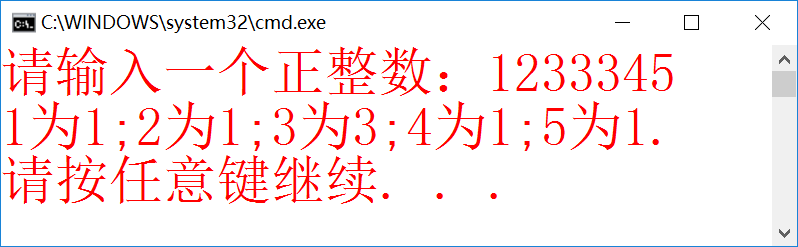 C:\WINDOWS\system32\cmd.exe
请输入一个正整数：1233345
1为1;2为1;3为3;4为1;5为1.
请按任意键继续. . .